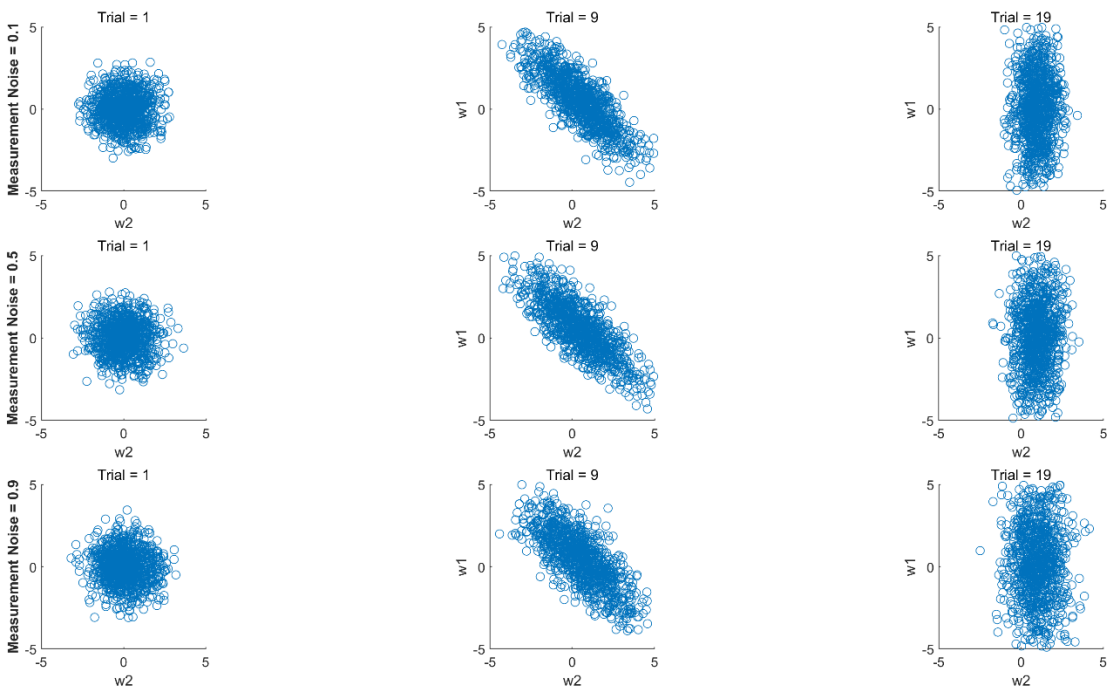 Trial = 1
Trial = 9
Trial = 19
Measurement Noise = 0.1
5
0
-5
-5
0
5
w2
w1
5
0
-5
-5
0
5
w2
w1
5
0
-5
-5
0
5
w2
Trial = 1
Trial = 9
Trial = 19
Measurement Noise = 0.5
5
0
-5
-5
0
5
w2
w1
5
0
-5
-5
0
5
w2
w1
5
0
-5
-5
0
5
w2
Trial = 1
Trial = 9
Trial = 19
Measurement Noise = 0.9
5
0
-5
-5
0
5
w2
w1
5
0
-5
-5
0
5
w2
w1
5
0
-5
-5
0
5
w2